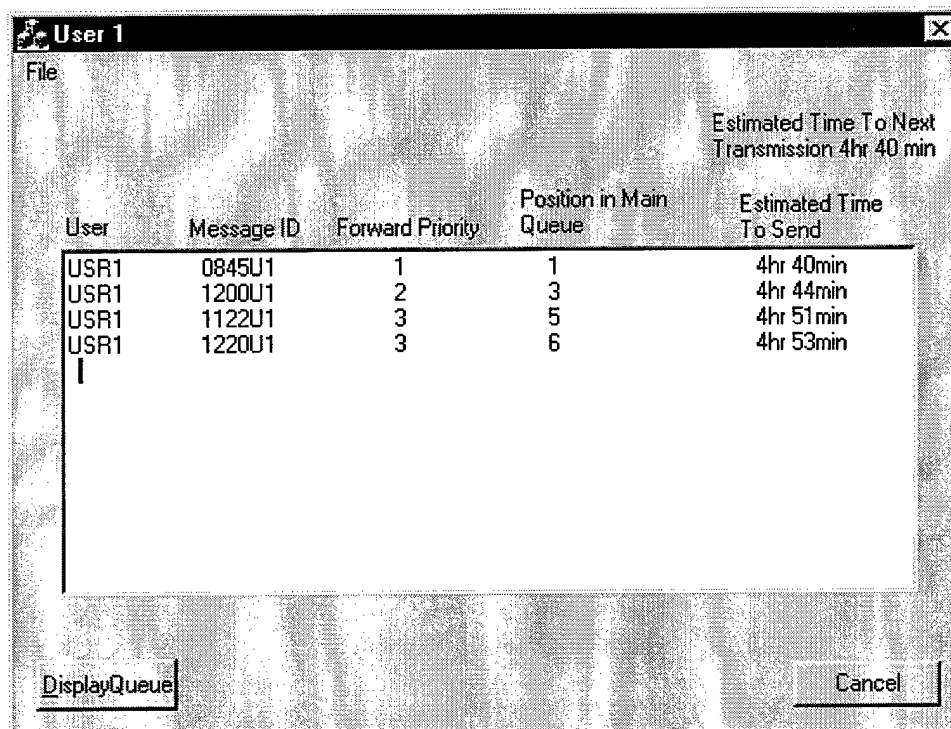 User 1
File
Estimated Time To Next
Transmission 4hr 40 min
User Message ID Forward Priority Position in Main Queue Estimated Time To Send
USR1 0845U1 1 1 4hr 40min
USR1 1200U1 2 3 4hr 44min
USR1 1122U1 3 5 4hr 51min
USR1 1220U1 3 6 4hr 53min
DisplayQueue Cancel